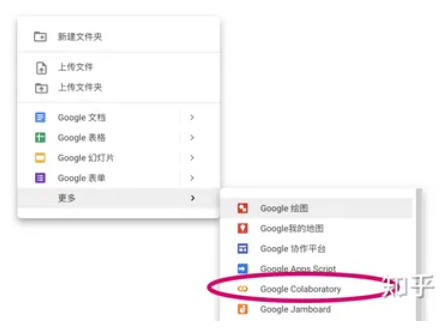 新建文件夹
上传文件
上传文件夹
Google 文档
Google 表格
Google 幻灯片
Google 表单
更多
Google 绘图
Google我的地图
Google 协作平台
Google Apps Script
Google Colaboratory
知乎
Google Jamboard